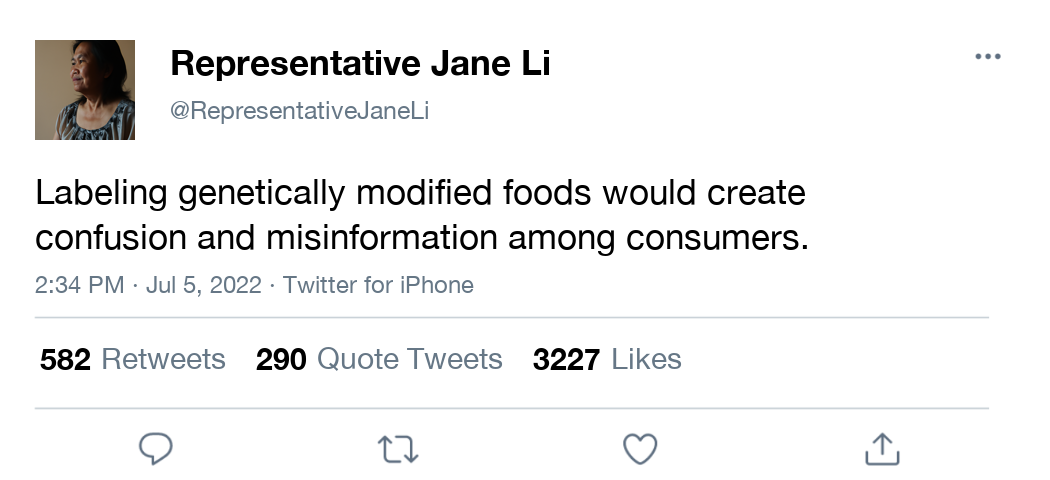 Representative Jane Li
@RepresentativeJaneLi
Labeling genetically modified foods would create
confusion and misinformation among consumers.
2:34 PM · Jul 5, 2022 · Twitter for iPhone
582 Retweets 290 Quote Tweets 3227 Likes